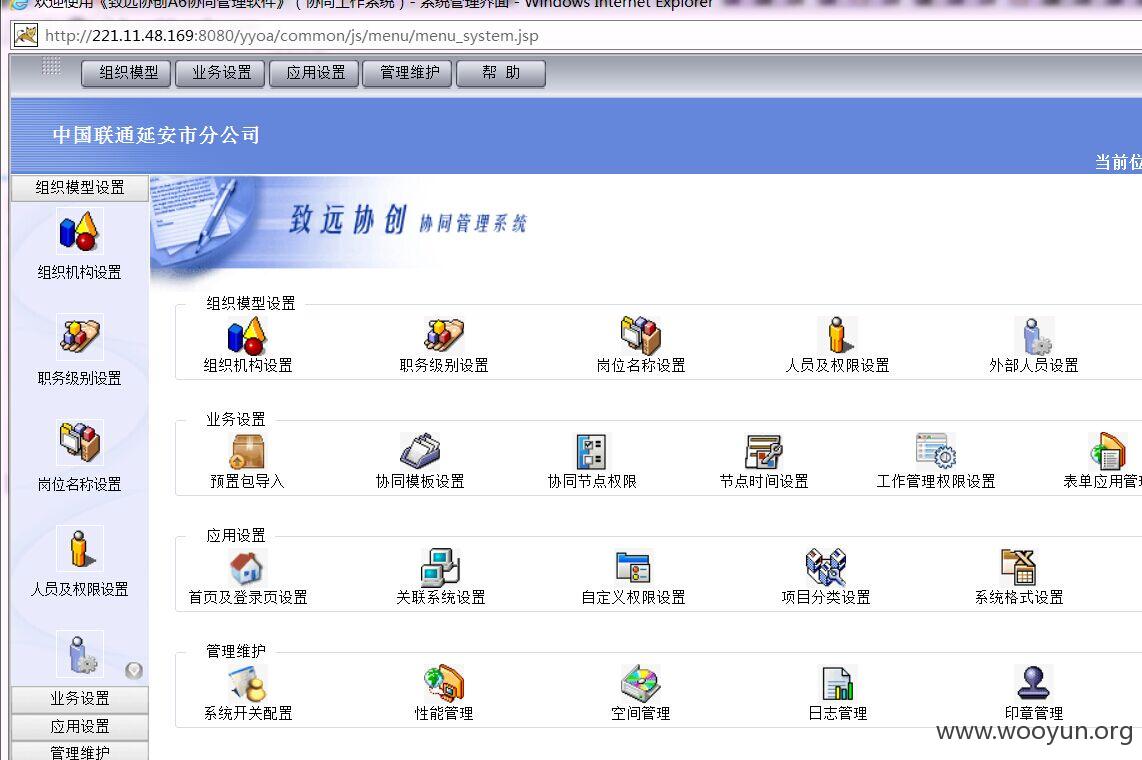 欢迎使用《致远协创A6协同管理软件》（协同工作系统）- 系统管理界面 - Windows Internet Explorer
http://221.11.48.169:8080/yyoa/common/js/menu/menu_system.jsp
组织模型 业务设置 应用设置 管理维护 帮 助
中国联通延安市分公司
当前位
组织模型设置
组织机构设置
职务级别设置
岗位名称设置
人员及权限设置
业务设置
应用设置
管理维护
致远协创 协同管理系统
组织模型设置
组织机构设置 职务级别设置 岗位名称设置 人员及权限设置 外部人员设置
业务设置
预置包导入 协同模板设置 协同节点权限 节点时间设置 工作管理权限设置 表单应用管
应用设置
首页及登录页设置 关联系统设置 自定义权限设置 项目分类设置 系统格式设置
管理维护
系统开关配置 性能管理 空间管理 日志管理 印章管理
www.wooyun.org